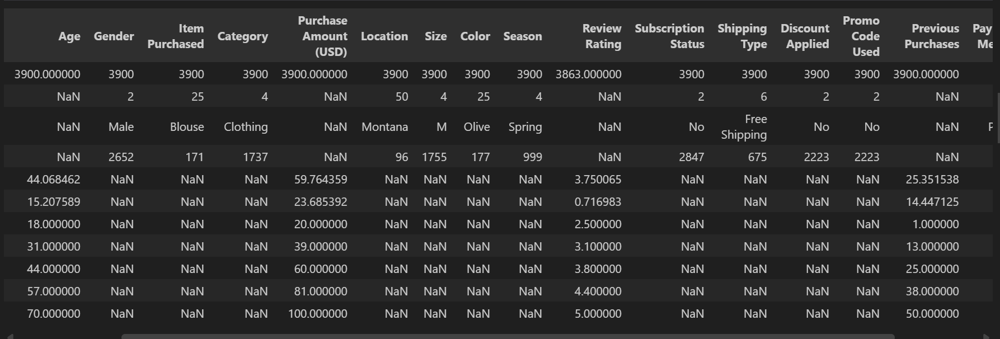 Age Gender Item Purchased Category Purchase Amount (USD) Location Size Color Season Review Rating Subscription Status Shipping Type Discount Applied Promo Code Used Previous Purchases Pay Me
3900.000000 3900 3900 3900 3900.000000 3900 3900 3900 3900 3863.000000 3900 3900 3900 3900 3900.000000
NaN 2 25 4 NaN 50 4 25 4 NaN 2 6 2 2 NaN
NaN Male Blouse Clothing NaN Montana M Olive Spring NaN No Free Shipping No No NaN P
NaN 2652 171 1737 NaN 96 1755 177 999 NaN 2847 675 2223 2223 NaN
44.068462 NaN NaN NaN 59.764359 NaN NaN NaN NaN 3.750065 NaN NaN NaN NaN 25.351538
15.207589 NaN NaN NaN 23.685392 NaN NaN NaN NaN 0.716983 NaN NaN NaN NaN 14.447125
18.000000 NaN NaN NaN 20.000000 NaN NaN NaN NaN 2.500000 NaN NaN NaN NaN 1.000000
31.000000 NaN NaN NaN 39.000000 NaN NaN NaN NaN 3.100000 NaN NaN NaN NaN 13.000000
44.000000 NaN NaN NaN 60.000000 NaN NaN NaN NaN 3.800000 NaN NaN NaN NaN 25.000000
57.000000 NaN NaN NaN 81.000000 NaN NaN NaN NaN 4.400000 NaN NaN NaN NaN 38.000000
70.000000 NaN NaN NaN 100.000000 NaN NaN NaN NaN 5.000000 NaN NaN NaN NaN 50.000000